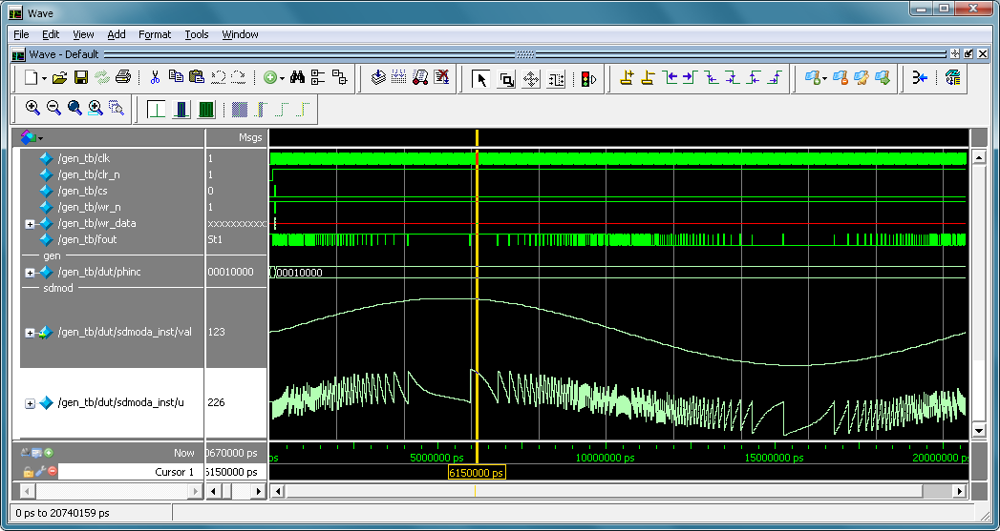 Wave
File Edit View Add Format Tools Window
Wave - Default
Msgs
/gen_tb/clk 1
/gen_tb/clr_n 1
/gen_tb/cs 0
/gen_tb/wr_n 1
/gen_tb/wr_data xxxxxxxxxxx
/gen_tb/fout St1
gen
/gen_tb/dut/phinc 00010000 00010000
sdmod
/gen_tb/dut/sdmoda_inst/val 123
/gen_tb/dut/sdmoda_inst/u 226
Now 0670000 ps ps 5000000 ps 10000000 ps 15000000 ps 20000000 ps
Cursor 1 6150000 ps 6150000 ps
0 ps to 20740159 ps